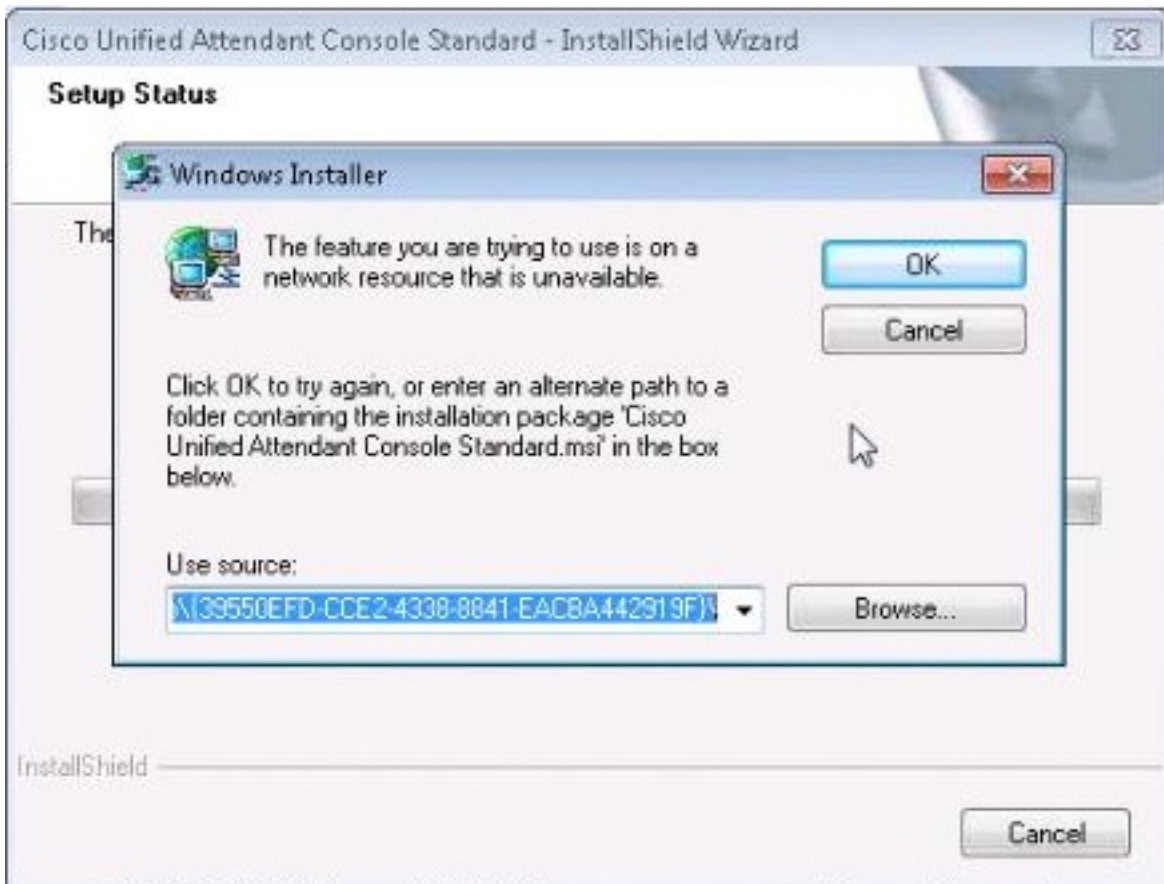 Cisco Unified Attendant Console Standard - InstallShield Wizard
Setup Status
Windows Installer
The
The feature you are trying to use is on a
network resource that is unavailable.
OK
Cancel
Click OK to try again, or enter an alternate path to a
folder containing the installation package 'Cisco
Unified Attendant Console Standard.msi' in the box
below.
Use source:
\{39550EFD-CCE2-4338-8841-EACBA442919F}\
Browse...
InstallShield
Cancel